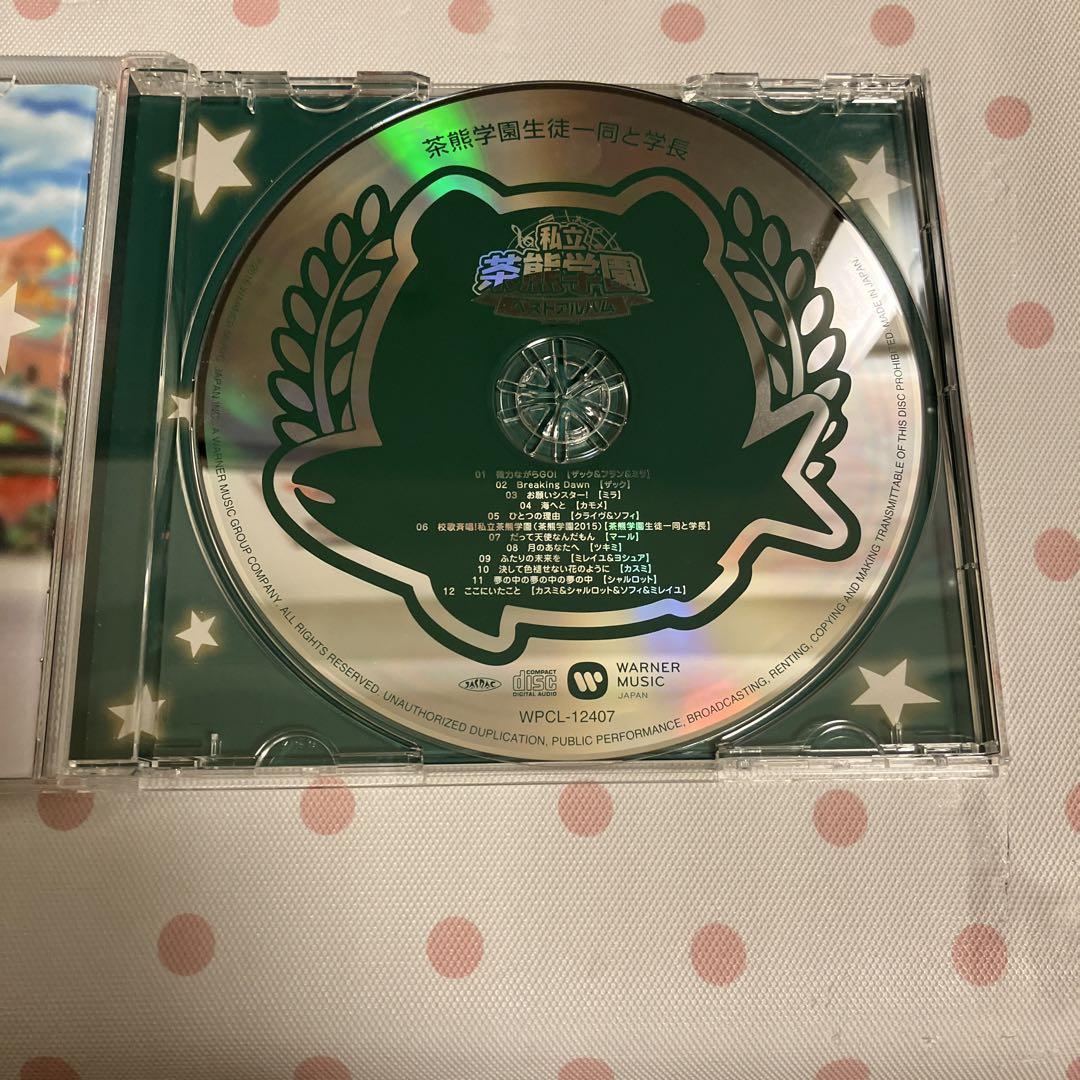 茶熊学園生徒一同と学長
私立
茶熊学園
ベストアルバム
01 微力ながらGO! 【ザック&フラン&ミラ】
02 Breaking Dawn 【ザック】
03 お願いシスター! 【ミラ】
04 海へと 【カモメ】
05 ひとつの理由 【クライヴ&ソフィ】
06 校歌斉唱!私立茶熊学園〈茶熊学園2015〉【茶熊学園生徒一同と学長】
07 だって天使なんだもん 【マール】
08 月のあなたへ 【ツキミ】
09 ふたりの未来を 【ミレイユ&ヨシュア】
10 決して色褪せない花のように 【カスミ】
11 夢の中の夢の中の夢の中 【シャルロット】
12 ここにいたこと 【カスミ&シャルロット&ソフィ&ミレイユ】
JASRAC
COMPACT
disc
DIGITAL AUDIO
WARNER
MUSIC
JAPAN
WPCL-12407
JAPAN INC., A WARNER MUSIC GROUP COMPANY. ALL RIGHTS RESERVED. UNAUTHORIZED DUPLICATION, PUBLIC PERFORMANCE, BROADCASTING, RENTING, COPYING AND MAKING TRANSMITTABLE OF THIS DISC PROHIBITED. MADE IN JAPAN.